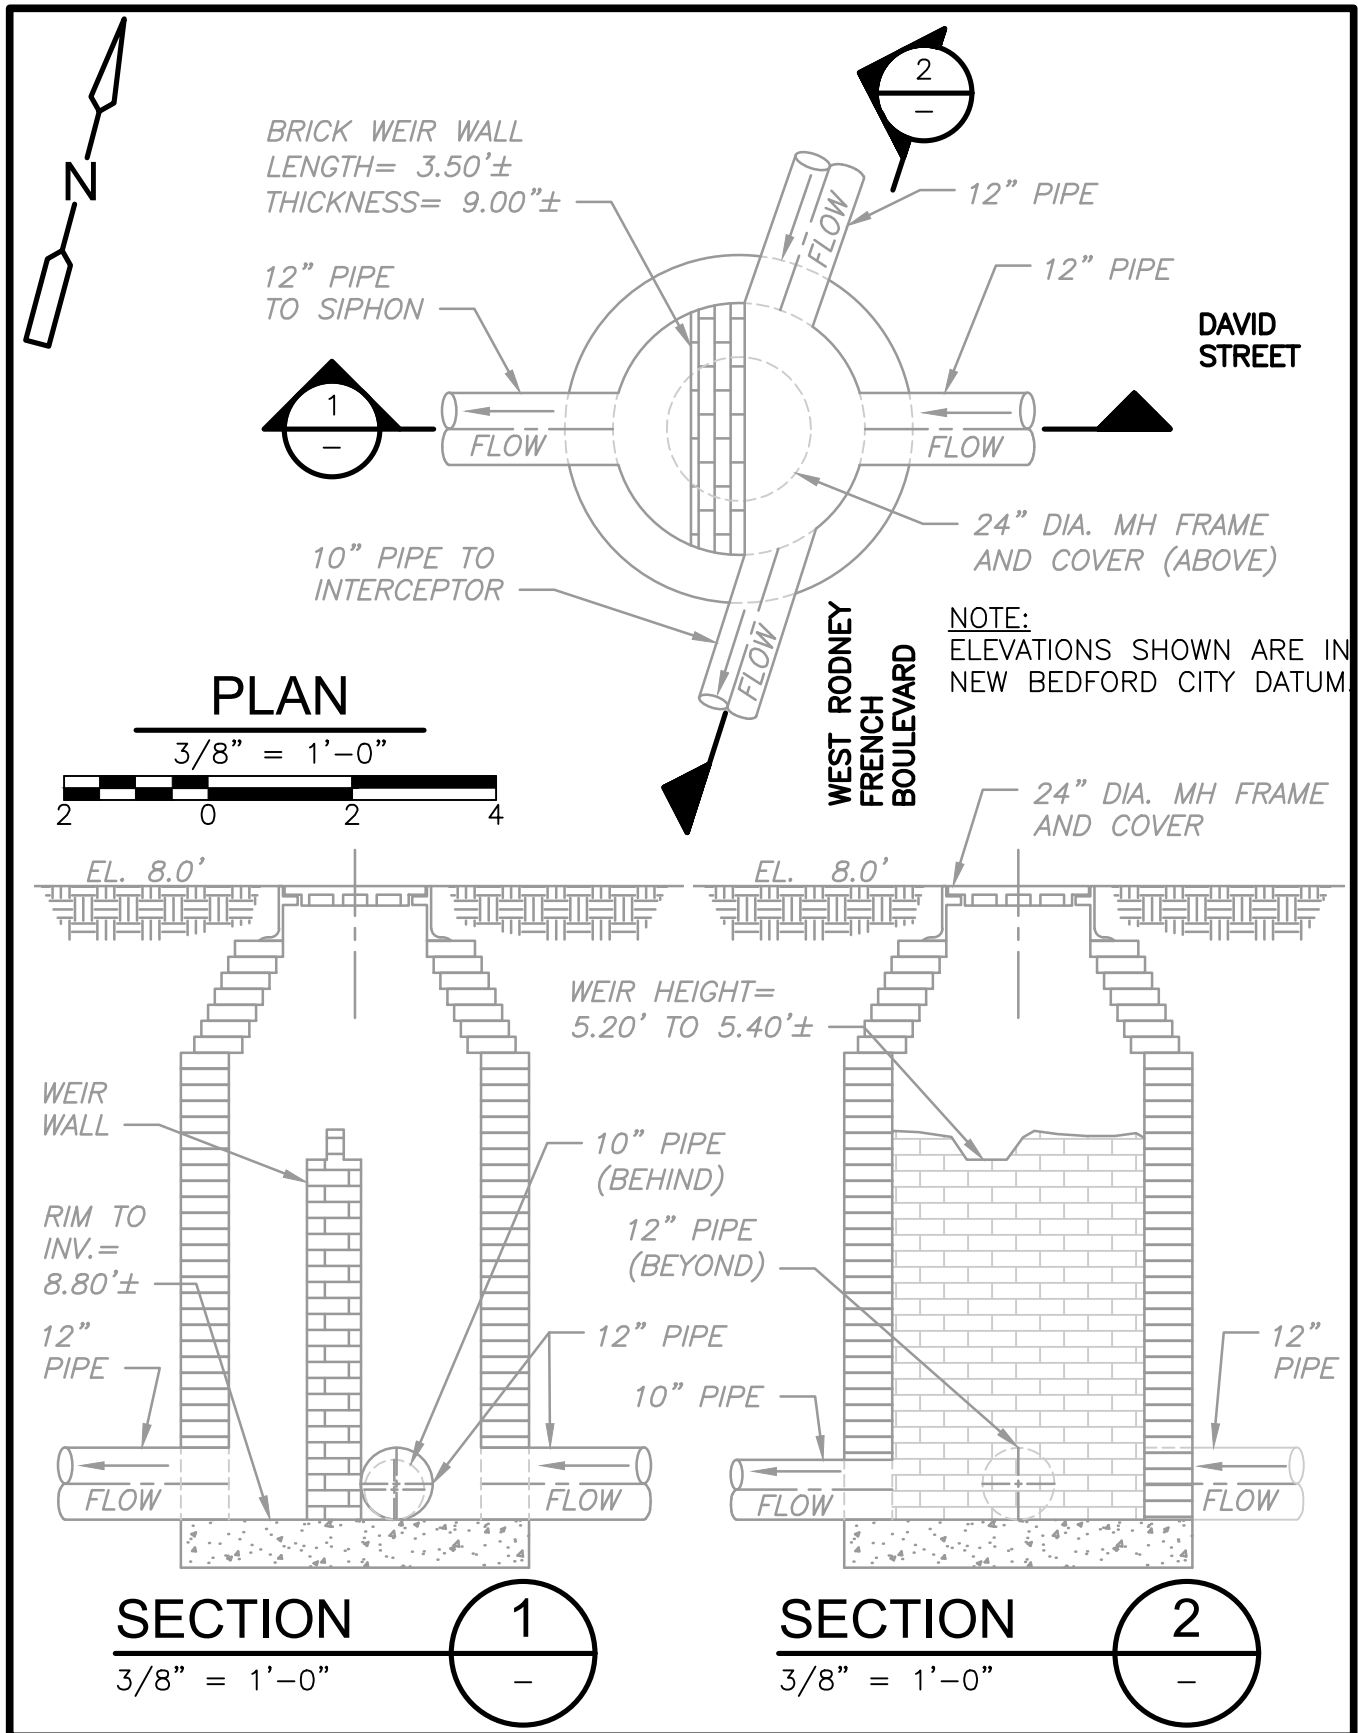 N
BRICK WEIR WALL
LENGTH= 3.50'±
THICKNESS= 9.00"±
2
-
12" PIPE
12" PIPE
TO SIPHON
12" PIPE
DAVID
STREET
FLOW
1
-
FLOW
FLOW
10" PIPE TO
INTERCEPTOR
24" DIA. MH FRAME
AND COVER (ABOVE)
FLOW
WEST RODNEY
FRENCH
BOULEVARD
NOTE:
ELEVATIONS SHOWN ARE IN
NEW BEDFORD CITY DATUM.
PLAN
3/8" = 1'-0"
2 0 2 4
24" DIA. MH FRAME
AND COVER
EL. 8.0'
EL. 8.0'
WEIR HEIGHT=
5.20' TO 5.40'±
WEIR
WALL
10" PIPE
(BEHIND)
RIM TO
INV.=
8.80'±
12" PIPE
(BEYOND)
12"
PIPE
12" PIPE
10" PIPE
12"
PIPE
FLOW
FLOW
FLOW
FLOW
SECTION
1
3/8" = 1'-0"
-
SECTION
2
3/8" = 1'-0"
-